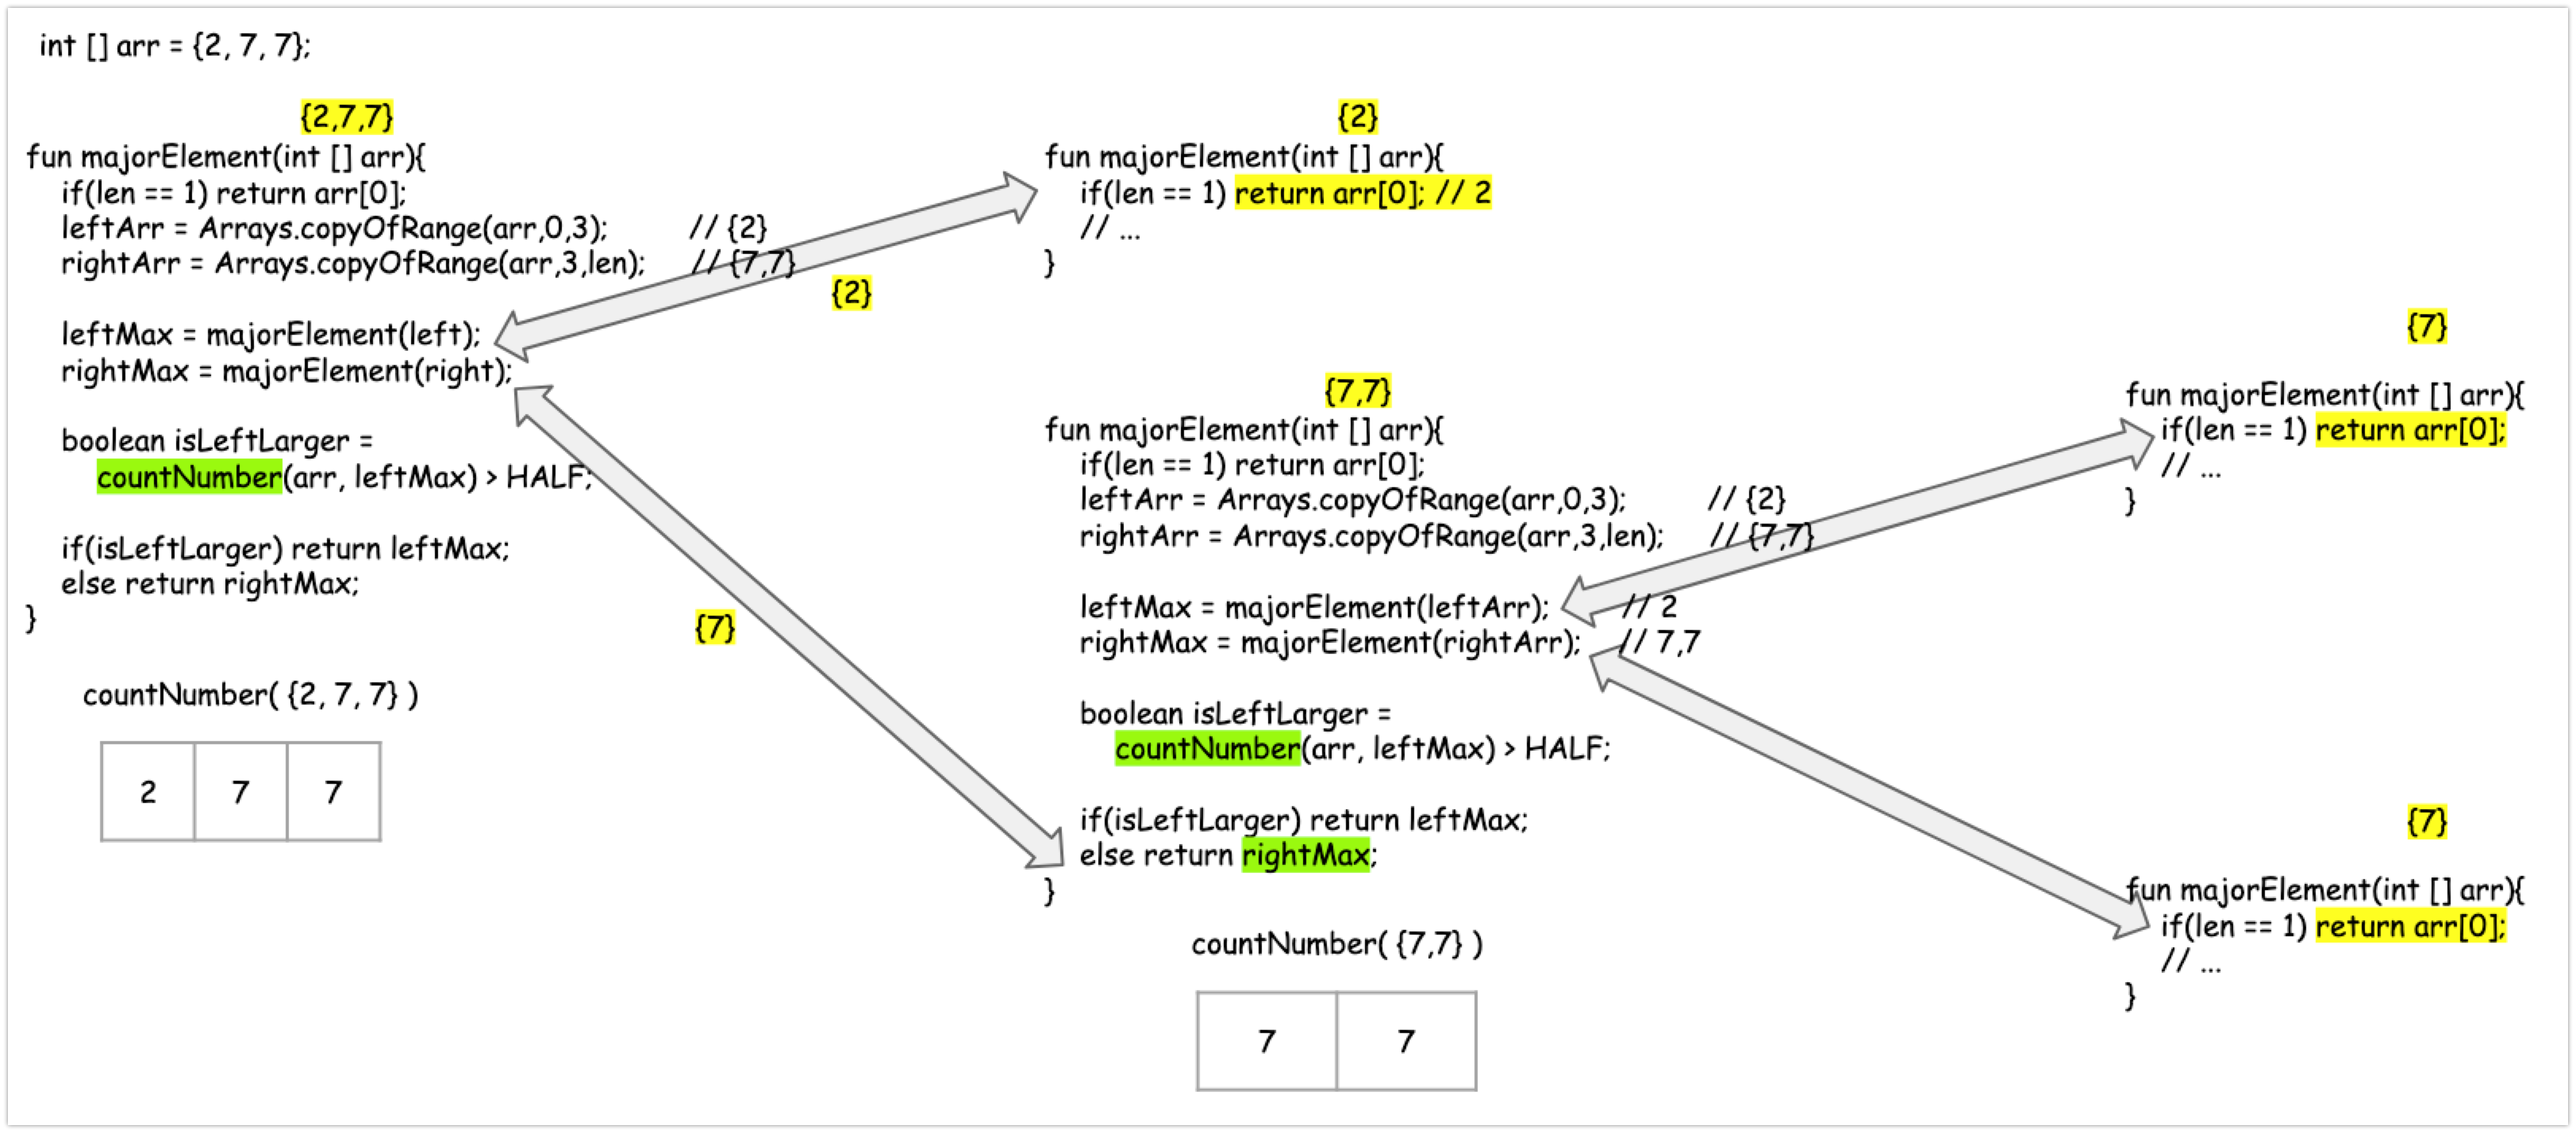 int [] arr = {2, 7, 7};
{2,7,7}
fun majorElement(int [] arr){
if(len == 1) return arr[0];
leftArr = Arrays.copyOfRange(arr,0,3); // {2}
rightArr = Arrays.copyOfRange(arr,3,len); // {7,7}
leftMax = majorElement(left);
rightMax = majorElement(right);
boolean isLeftLarger =
countNumber(arr, leftMax) > HALF;
if(isLeftLarger) return leftMax;
else return rightMax;
}
countNumber( {2, 7, 7} )
2 7 7
{2}
{7}
{2}
fun majorElement(int [] arr){
if(len == 1) return arr[0]; // 2
// ...
}
{7,7}
fun majorElement(int [] arr){
if(len == 1) return arr[0];
leftArr = Arrays.copyOfRange(arr,0,3); // {2}
rightArr = Arrays.copyOfRange(arr,3,len); // {7,7}
leftMax = majorElement(leftArr); // 2
rightMax = majorElement(rightArr); // 7,7
boolean isLeftLarger =
countNumber(arr, leftMax) > HALF;
if(isLeftLarger) return leftMax;
else return rightMax;
}
countNumber( {7,7} )
7 7
{7}
fun majorElement(int [] arr){
if(len == 1) return arr[0];
// ...
}
{7}
fun majorElement(int [] arr){
if(len == 1) return arr[0];
// ...
}